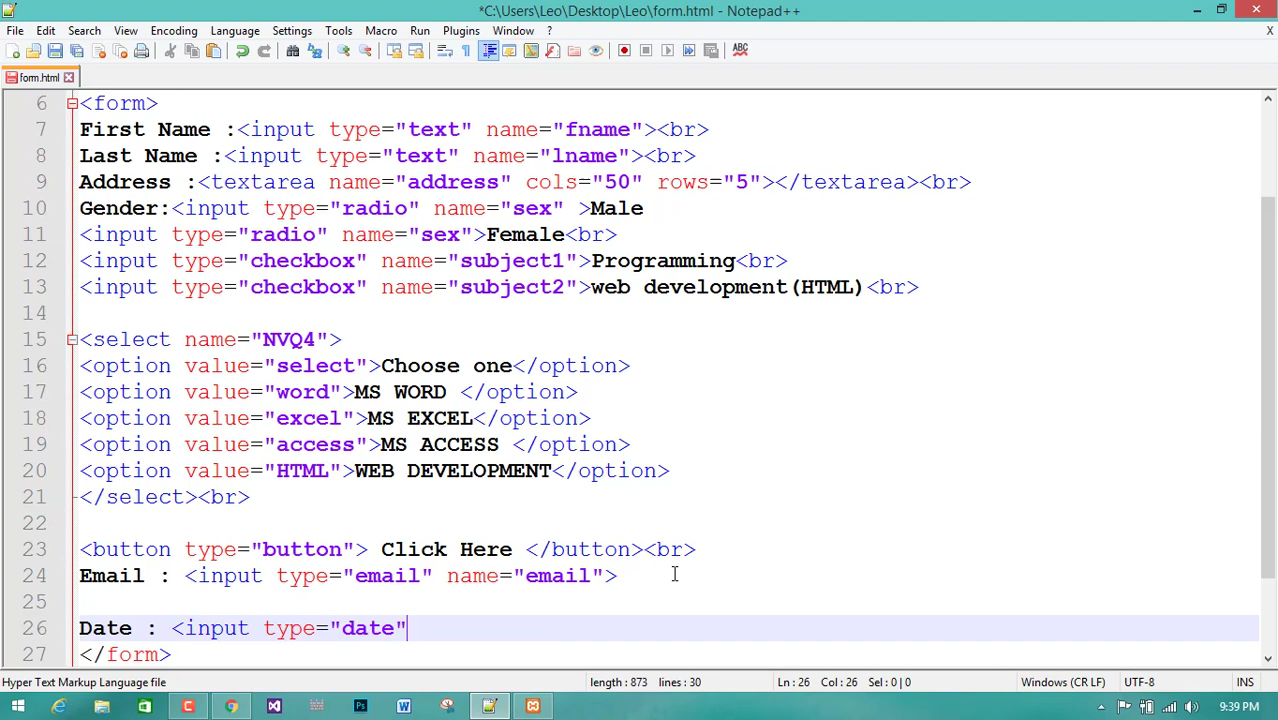 *C:\Users\Leo\Desktop\Leo\form.html - Notepad++
File Edit Search View Encoding Language Settings Tools Macro Run Plugins Window ? X
ABC
form.html
6 <form>
7 First Name :<input type="text" name="fname"><br>
8 Last Name :<input type="text" name="lname"><br>
9 Address :<textarea name="address" cols="50" rows="5"></textarea><br>
10 Gender:<input type="radio" name="sex" >Male
11 <input type="radio" name="sex">Female<br>
12 <input type="checkbox" name="subject1">Programming<br>
13 <input type="checkbox" name="subject2">web development(HTML)<br>
14
15 <select name="NVQ4">
16 <option value="select">Choose one</option>
17 <option value="word">MS WORD </option>
18 <option value="excel">MS EXCEL</option>
19 <option value="access">MS ACCESS </option>
20 <option value="HTML">WEB DEVELOPMENT</option>
21 </select><br>
22
23 <button type="button"> Click Here </button><br>
24 Email : <input type="email" name="email">
25
26 Date : <input type="date"
27 </form>
Hyper Text Markup Language file length : 873 lines : 30 Ln : 26 Col : 26 Sel : 0 | 0 Windows (CR LF) UTF-8 INS
9:39 PM